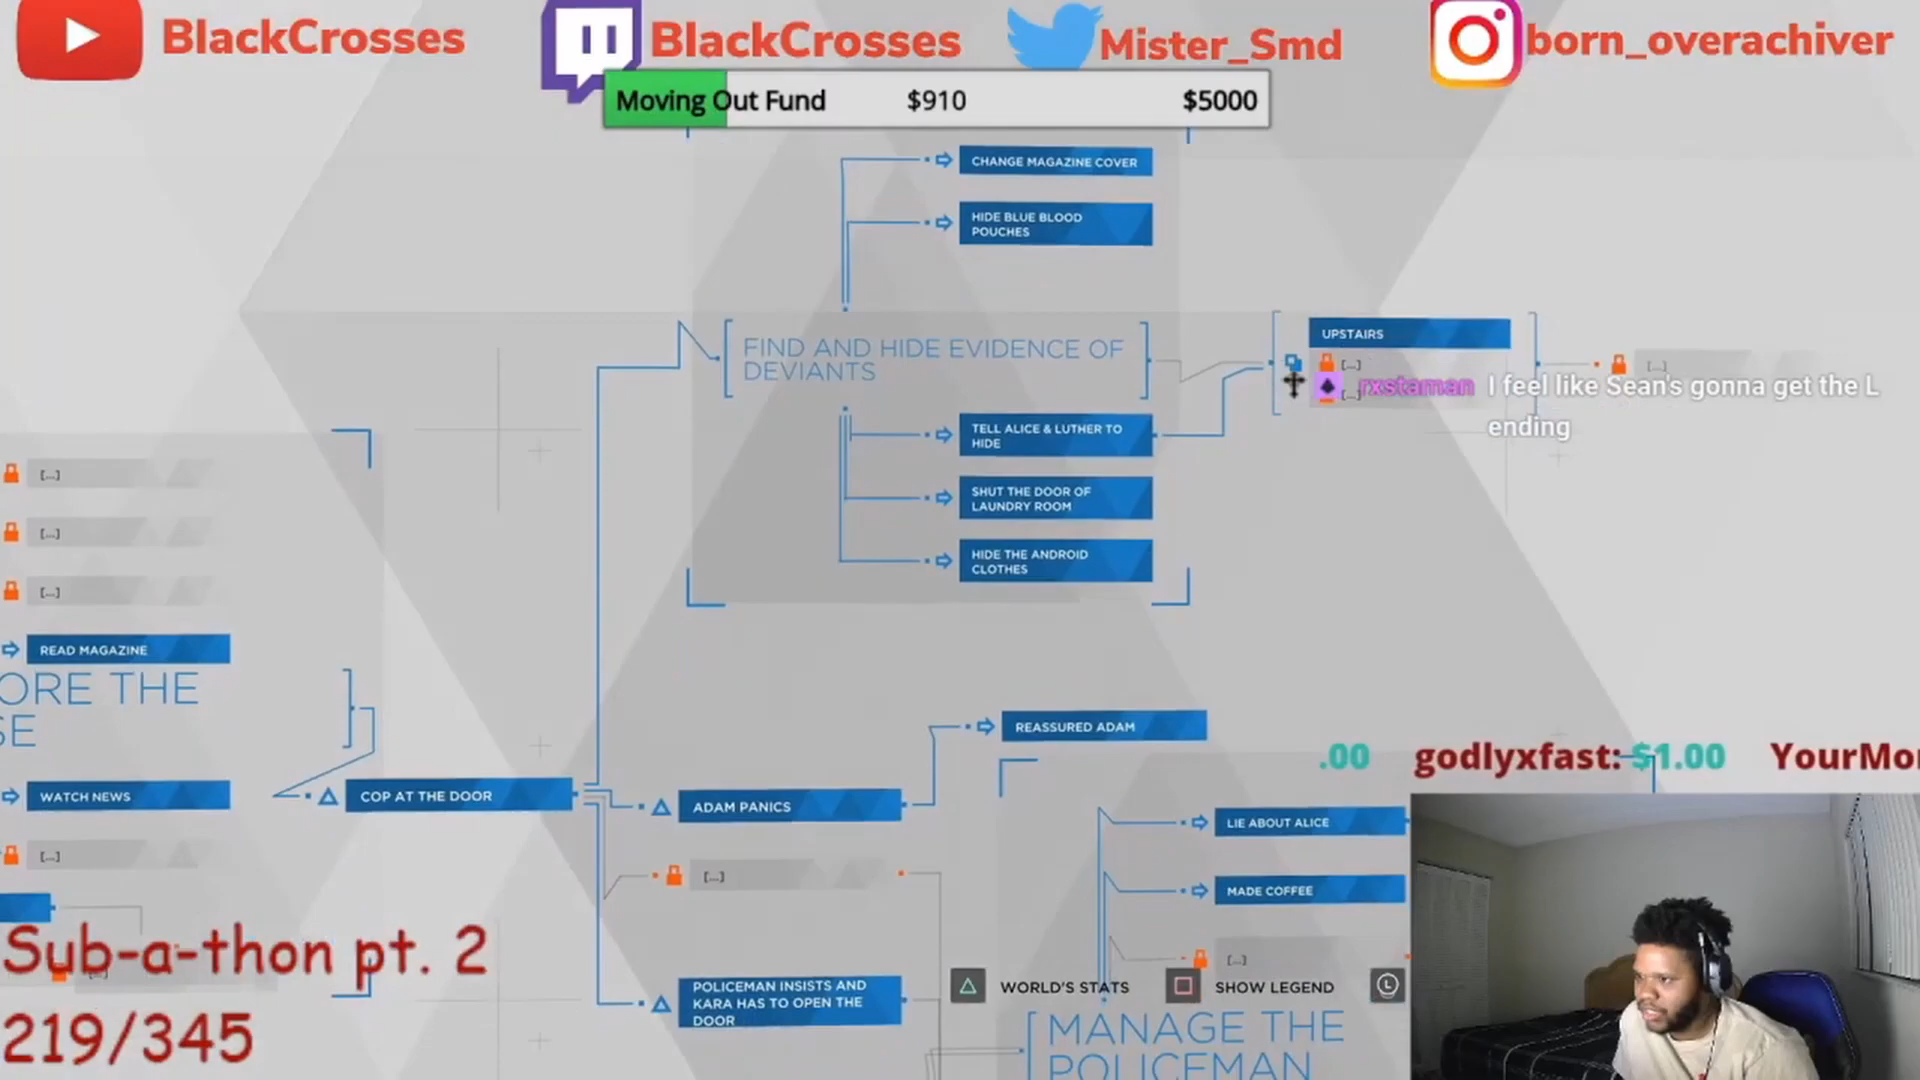 BlackCrosses
BlackCrosses
Mister_Smd
born_overachiver
Moving Out Fund $910 $5000
CHANGE MAGAZINE COVER
HIDE BLUE BLOOD
POUCHES
FIND AND HIDE EVIDENCE OF
DEVIANTS
UPSTAIRS
[...]
[...]
[...]
rxstaman I feel like Sean's gonna get the L
ending
TELL ALICE & LUTHER TO
HIDE
SHUT THE DOOR OF
LAUNDRY ROOM
HIDE THE ANDROID
CLOTHES
[...]
[...]
[...]
READ MAGAZINE
ORE THE
SE
WATCH NEWS
[...]
COP AT THE DOOR
REASSURED ADAM
ADAM PANICS
[...]
POLICEMAN INSISTS AND
KARA HAS TO OPEN THE
DOOR
.00 godlyxfast: $1.00 YourMo
LIE ABOUT ALICE
MADE COFFEE
[...]
WORLD'S STATS
SHOW LEGEND
L
MANAGE THE
POLICEMAN
Sub-a-thon pt. 2
[...]
219/345